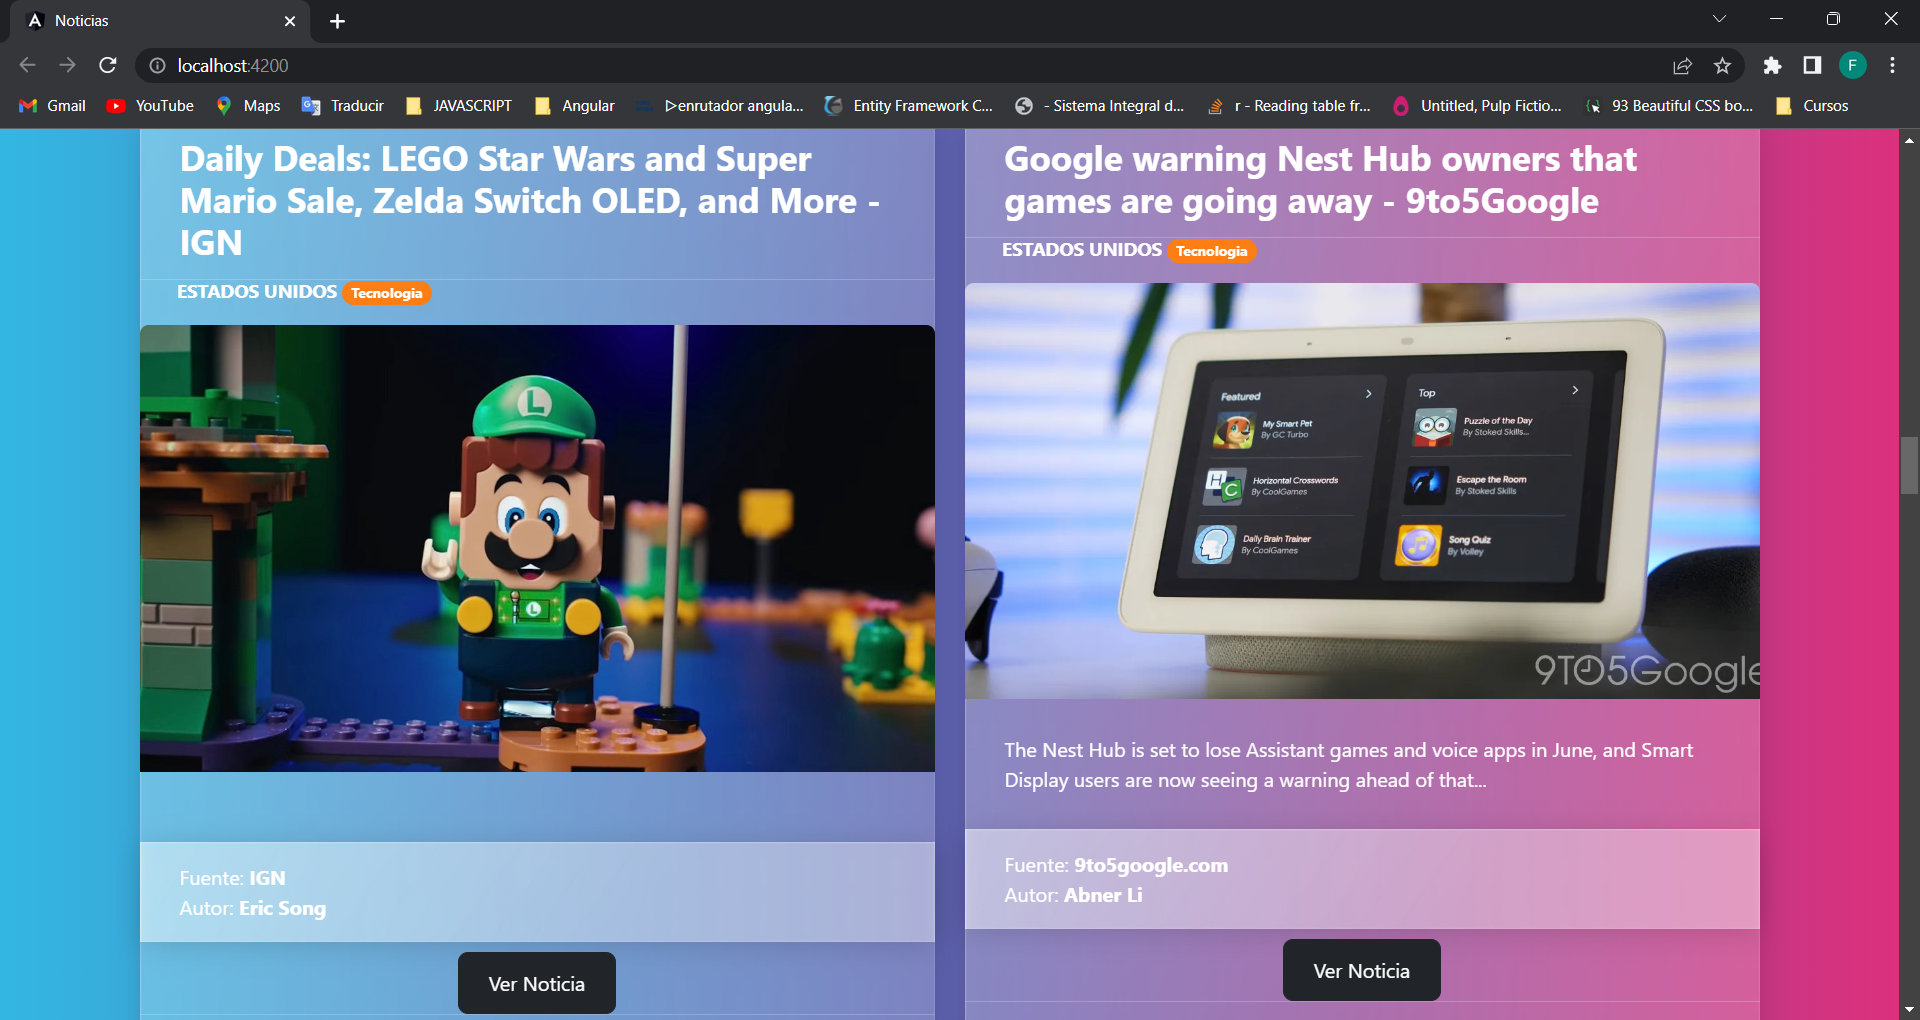 Noticias
localhost:4200
F
Gmail
YouTube
Maps
Traducir
JAVASCRIPT
Angular
enrutador angula...
Entity Framework C...
- Sistema Integral d...
r - Reading table fr...
Untitled, Pulp Fictio...
93 Beautiful CSS bo...
Cursos
Daily Deals: LEGO Star Wars and Super
Mario Sale, Zelda Switch OLED, and More -
IGN
ESTADOS UNIDOS Tecnologia
L
L
Fuente: IGN
Autor: Eric Song
Ver Noticia
Google warning Nest Hub owners that
games are going away - 9to5Google
ESTADOS UNIDOS Tecnologia
Featured
My Smart Pet
By GC Turbo
H
C
Horizontal Crosswords
By CoolGames
Daily Brain Trainer
By CoolGames
Top
Puzzle of the Day
By Stoked Skills...
Escape the Room
By Stoked Skills
Song Quiz
By Volley
9TO5Google
The Nest Hub is set to lose Assistant games and voice apps in June, and Smart
Display users are now seeing a warning ahead of that...
Fuente: 9to5google.com
Autor: Abner Li
Ver Noticia